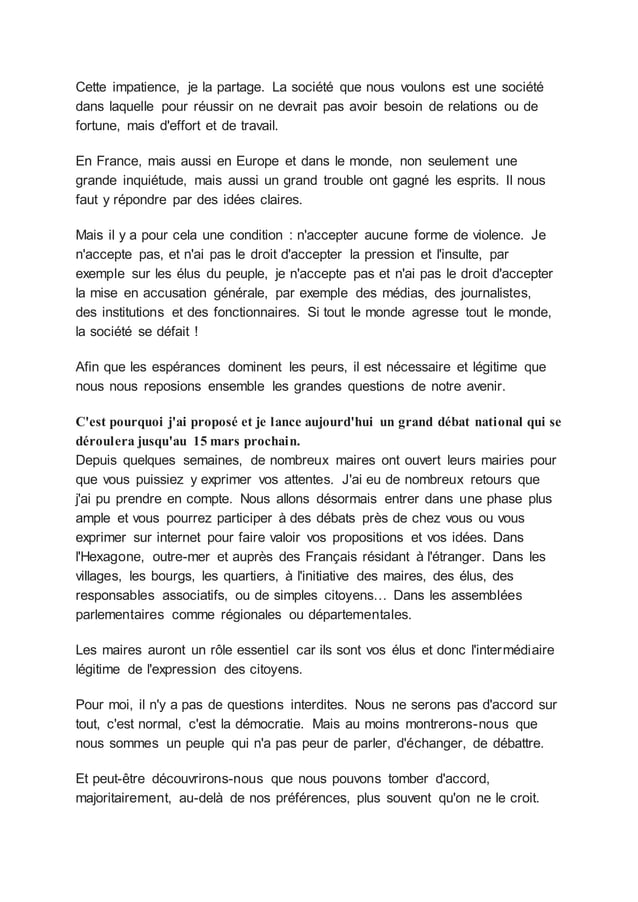 Cette impatience, je la partage. La société que nous voulons est une société
dans laquelle pour réussir on ne devrait pas avoir besoin de relations ou de
fortune, mais d'effort et de travail.
En France, mais aussi en Europe et dans le monde, non seulement une
grande inquiétude, mais aussi un grand trouble ont gagné les esprits. Il nous
faut y répondre par des idées claires.
Mais il y a pour cela une condition : n'accepter aucune forme de violence. Je
n'accepte pas, et n'ai pas le droit d'accepter la pression et l'insulte, par
exemple sur les élus du peuple, je n'accepte pas et n'ai pas le droit d'accepter
la mise en accusation générale, par exemple des médias, des journalistes,
des institutions et des fonctionnaires. Si tout le monde agresse tout le monde,
la société se défait !
Afin que les espérances dominent les peurs, il est nécessaire et légitime que
nous nous reposions ensemble les grandes questions de notre avenir.
C'est pourquoi j'ai proposé et je lance aujourd'hui un grand débat national qui se
déroulera jusqu'au 15 mars prochain.
Depuis quelques semaines, de nombreux maires ont ouvert leurs mairies pour
que vous puissiez y exprimer vos attentes. J'ai eu de nombreux retours que
j'ai pu prendre en compte. Nous allons désormais entrer dans une phase plus
ample et vous pourrez participer à des débats près de chez vous ou vous
exprimer sur internet pour faire valoir vos propositions et vos idées. Dans
l'Hexagone, outre-mer et auprès des Français résidant à l'étranger. Dans les
villages, les bourgs, les quartiers, à l'initiative des maires, des élus, des
responsables associatifs, ou de simples citoyens… Dans les assemblées
parlementaires comme régionales ou départementales.
Les maires auront un rôle essentiel car ils sont vos élus et donc l'intermédiaire
légitime de l'expression des citoyens.
Pour moi, il n'y a pas de questions interdites. Nous ne serons pas d'accord sur
tout, c'est normal, c'est la démocratie. Mais au moins montrerons-nous que
nous sommes un peuple qui n'a pas peur de parler, d'échanger, de débattre.
Et peut-être découvrirons-nous que nous pouvons tomber d'accord,
majoritairement, au-delà de nos préférences, plus souvent qu'on ne le croit.